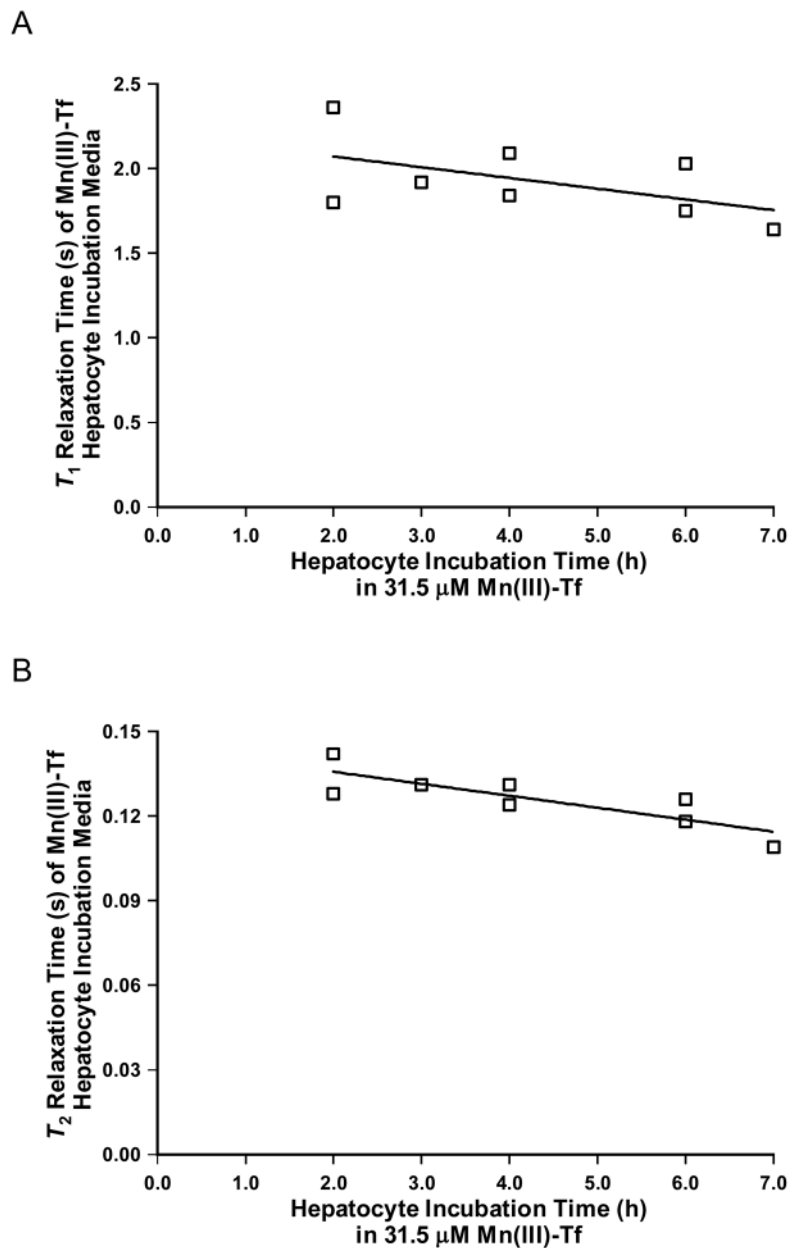 A
T1 Relaxation Time (s) of Mn(III)-Tf
Hepatocyte Incubation Media
2.5
2.0
1.5
1.0
0.5
0.0
0.0 1.0 2.0 3.0 4.0 5.0 6.0 7.0
Hepatocyte Incubation Time (h)
in 31.5 μM Mn(III)-Tf
B
T2 Relaxation Time (s) of Mn(III)-Tf
Hepatocyte Incubation Media
0.15
0.12
0.09
0.06
0.03
0.00
0.0 1.0 2.0 3.0 4.0 5.0 6.0 7.0
Hepatocyte Incubation Time (h)
in 31.5 μM Mn(III)-Tf